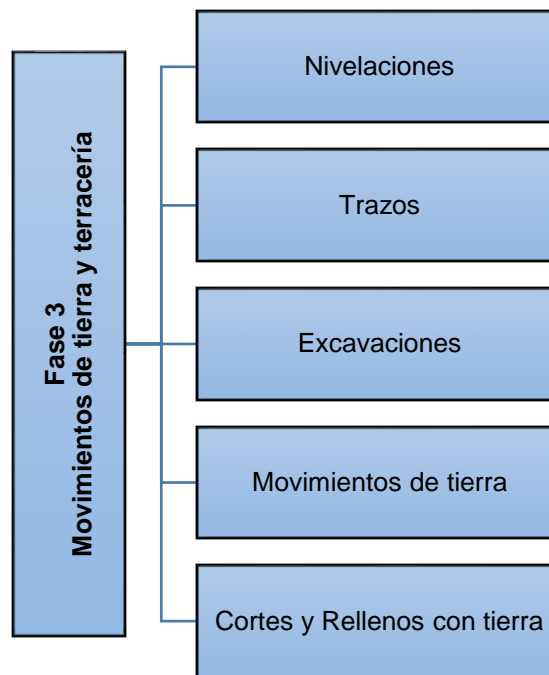 Fase 3
Movimientos de tierra y terracería
Nivelaciones
Trazos
Excavaciones
Movimientos de tierra
Cortes y Rellenos con tierra